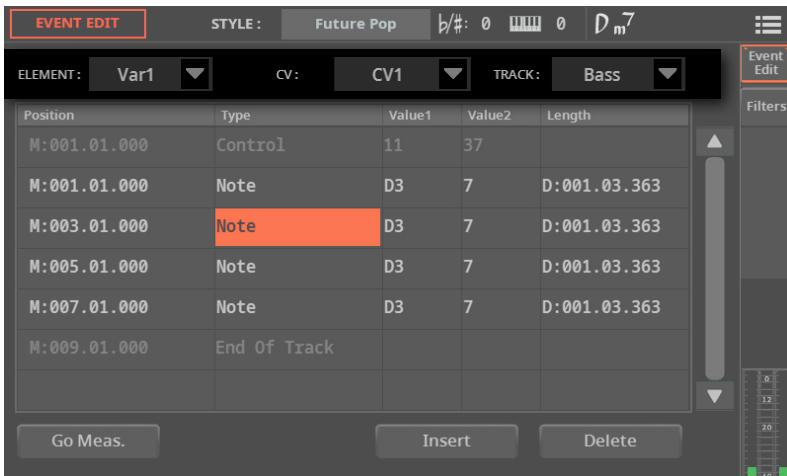 EVENT EDIT STYLE : Future Pop ♭/#: 0 0 Dm7
ELEMENT : Var1 CV : CV1 TRACK : Bass
Event
Edit
Filters
Position Type Value1 Value2 Length
M:001.01.000 Control 11 37
M:001.01.000 Note D3 7 D:001.03.363
M:003.01.000 Note D3 7 D:001.03.363
M:005.01.000 Note D3 7 D:001.03.363
M:007.01.000 Note D3 7 D:001.03.363
M:009.01.000 End Of Track
Go Meas. Insert Delete
0
12
20
40